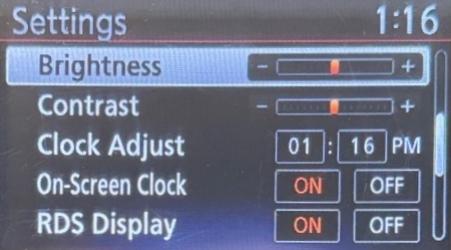 Settings 1:16
Brightness - +
Contrast - +
Clock Adjust 01 : 16 PM
On-Screen Clock ON OFF
RDS Display ON OFF